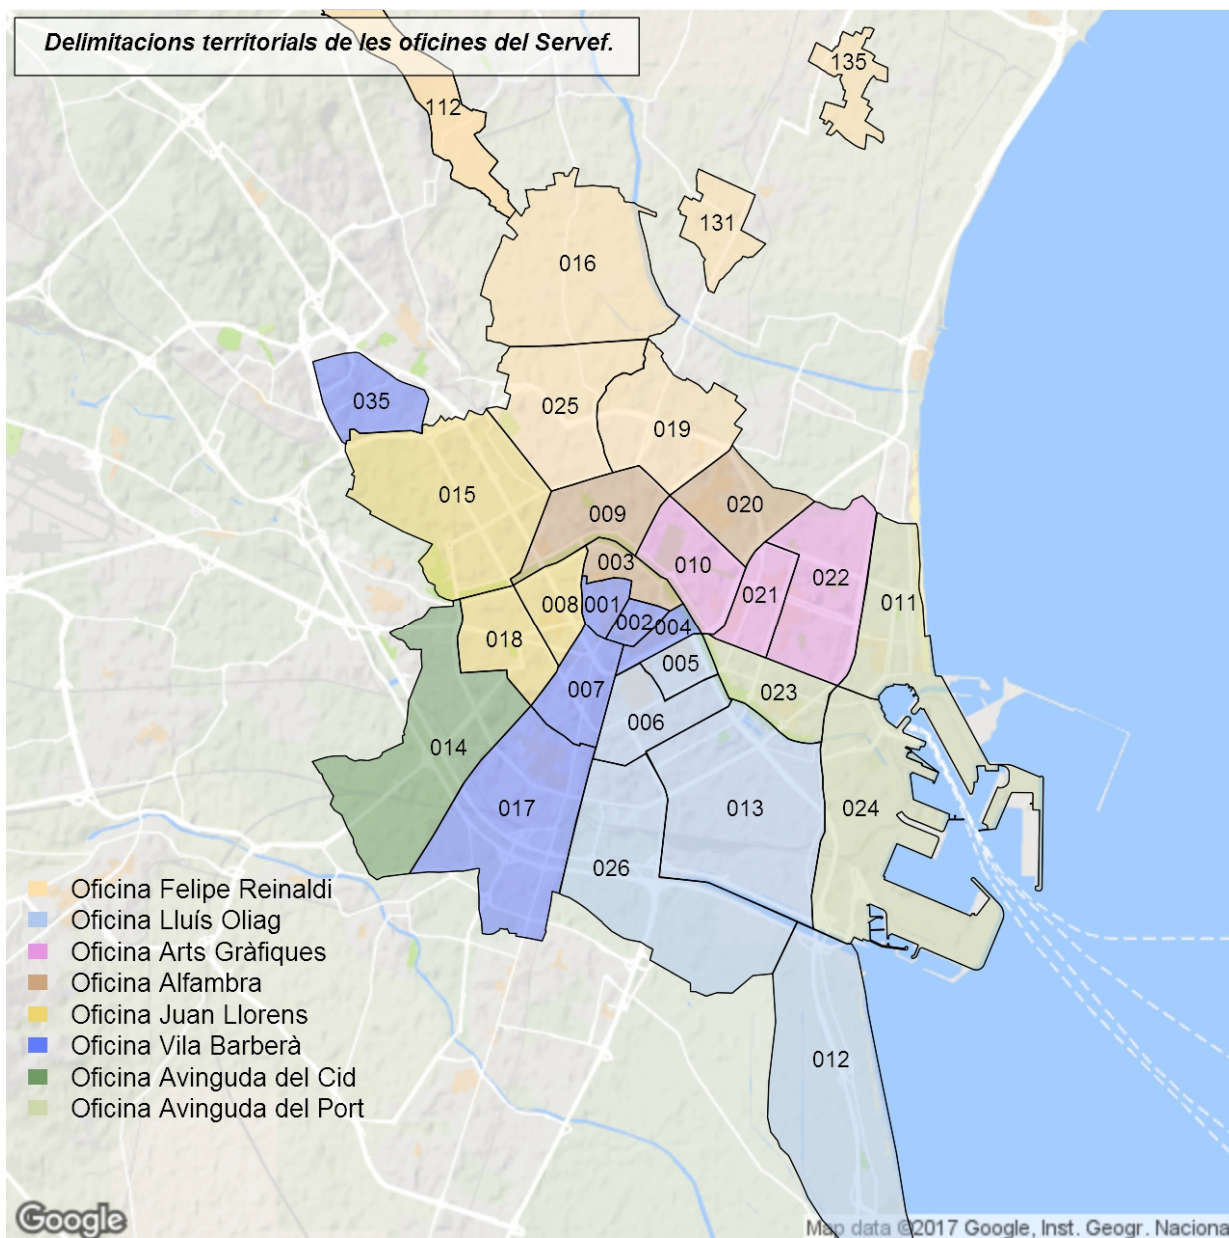 Delimitacions territorials de les oficines del Servef.
135
112
131
016
035
025
019
015
020
009
003
010
022
021
011
001
008
002
004
018
005
023
007
006
014
017
013
024
026
012
Oficina Felipe Reinaldi
Oficina Lluís Oliag
Oficina Arts Gràfiques
Oficina Alfambra
Oficina Juan Llorens
Oficina Vila Barberà
Oficina Avinguda del Cid
Oficina Avinguda del Port
Google
Map data ©2017 Google, Inst. Geogr. Naciona